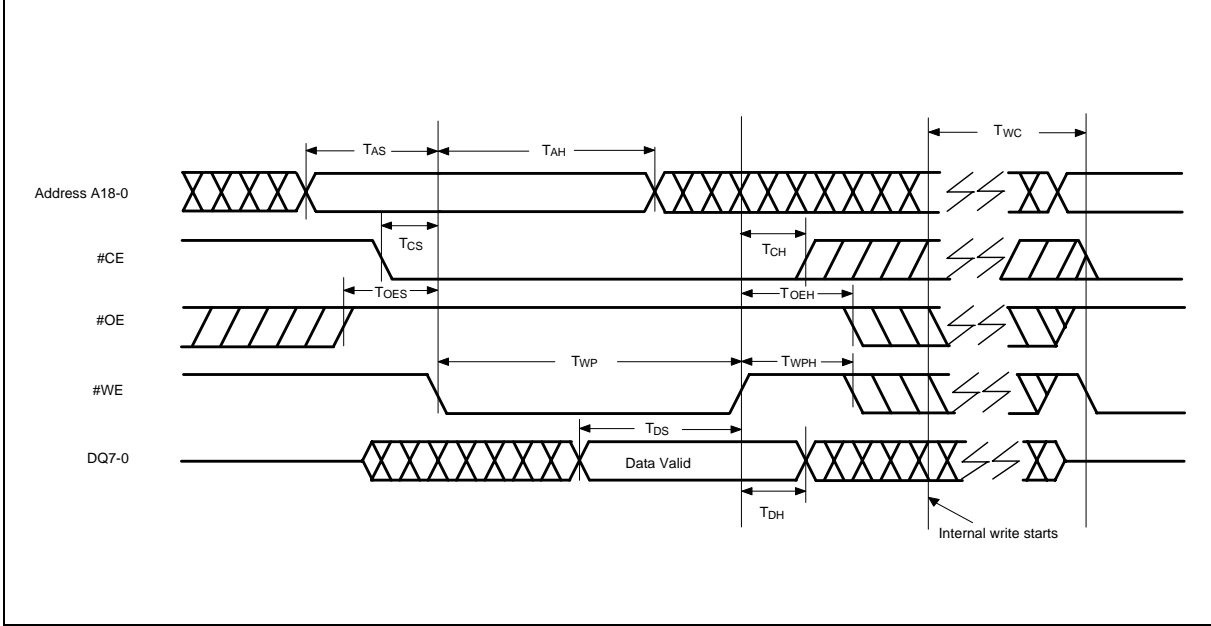 TWC
TAS
TAH
Address A18-0
TCS
TCH
#CE
TOES
TOEH
#OE
TWP
TWPH
#WE
TDS
DQ7-0
Data Valid
TDH
Internal write starts